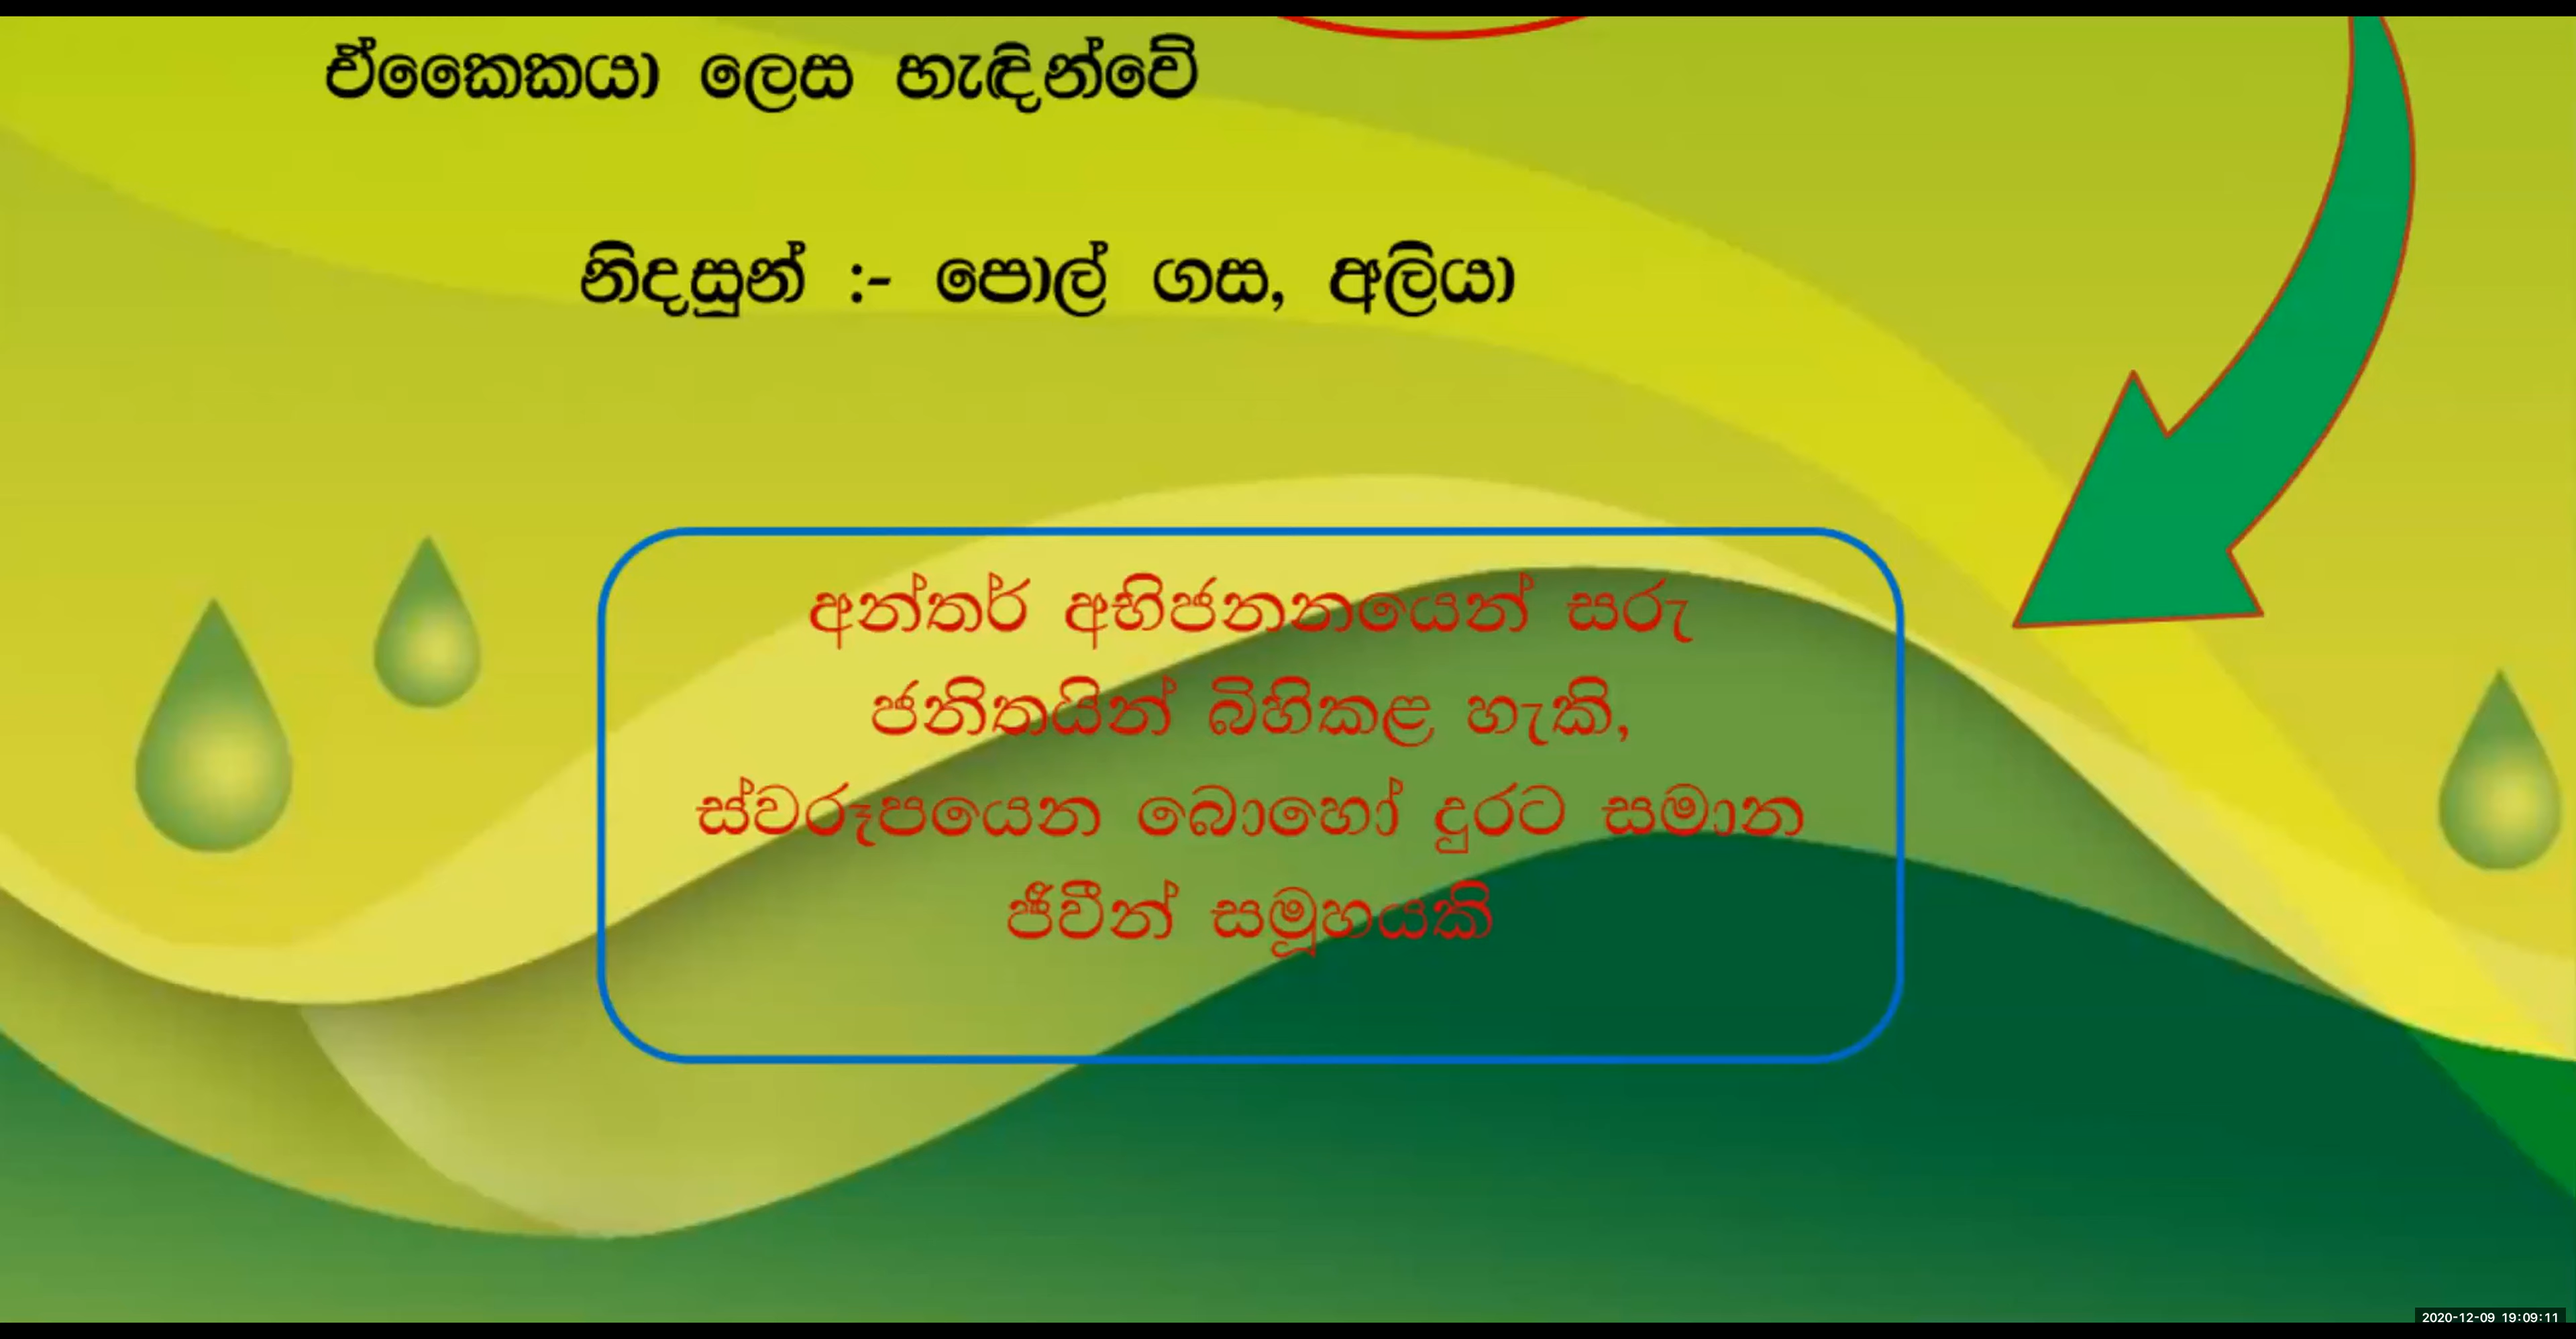 ඒකෛකයා ලෙස හැඳින්වේ
නිදසුන් :- පොල් ගස, අලියා
අන්තර් අභිජනනයෙන් සරු
ජනිතයින් බිහිකළ හැකි,
ස්වරූපයෙන බොහෝ දුරට සමාන
ජීවීන් සමූහයකි
2020-12-09 19:09:11